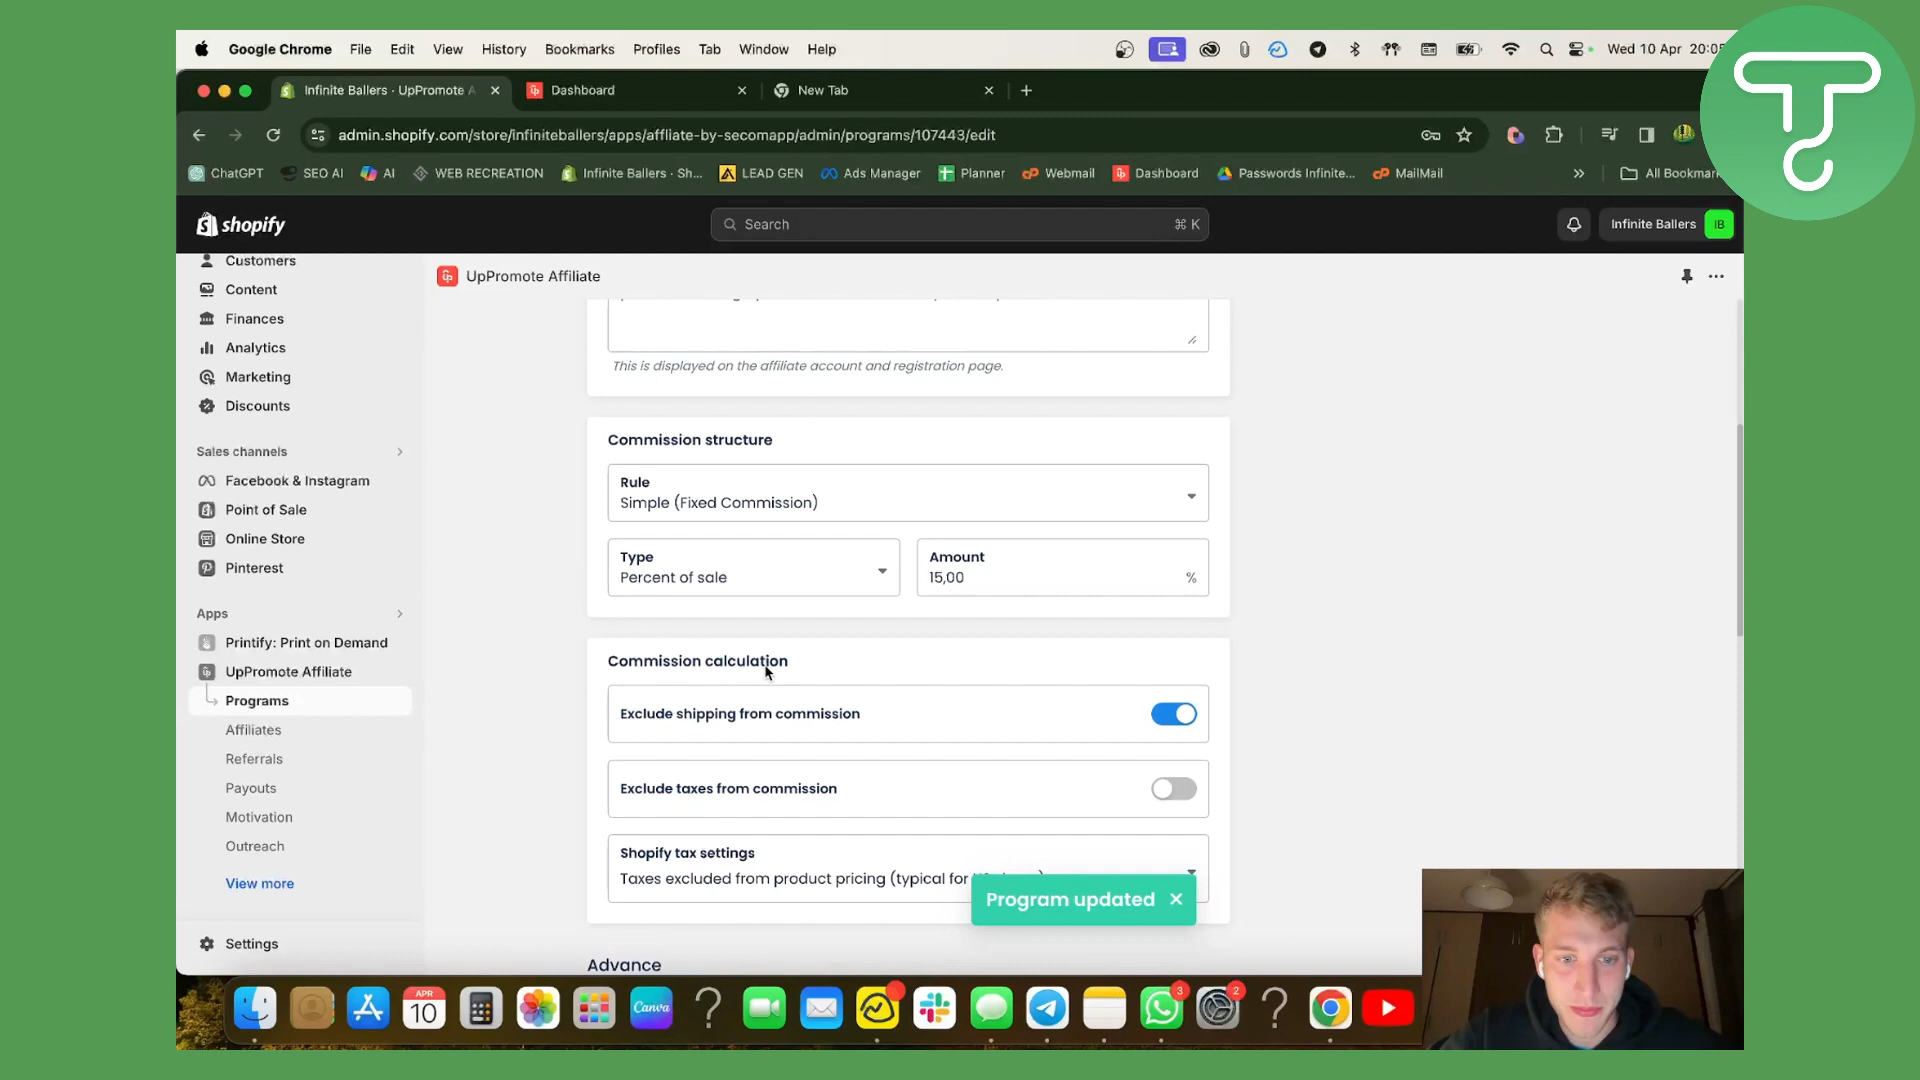 Google Chrome File Edit View History Bookmarks Profiles Tab Window Help Wed 10 Apr
Infinite Ballers · UpPromote A Dashboard New Tab
admin.shopify.com/store/infiniteballers/apps/affliate-by-secomapp/admin/programs/107443/edit
ChatGPT SEO AI AI WEB RECREATION Infinite Ballers · Sh... LEAD GEN Ads Manager Planner Webmail Dashboard Passwords Infinite... MailMail » All Bookmar
shopify Search ⌘ K Infinite Ballers IB
UpPromote Affiliate
Customers
Content
Finances
Analytics
Marketing
Discounts
Sales channels
Facebook & Instagram
Point of Sale
Online Store
Pinterest
Apps
Printify: Print on Demand
UpPromote Affiliate
Programs
Affiliates
Referrals
Payouts
Motivation
Outreach
View more
Settings
This is displayed on the affiliate account and registration page.
Commission structure
Rule
Simple (Fixed Commission)
Type
Percent of sale
Amount
15,00 %
Commission calculation
Exclude shipping from commission
Exclude taxes from commission
Shopify tax settings
Taxes excluded from product pricing (typical for
Program updated
Advance
APR
10
Canva
3
2